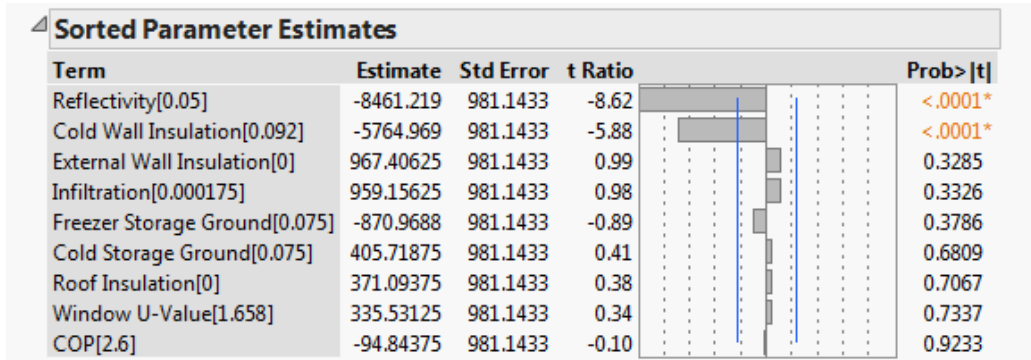 Sorted Parameter Estimates
Term Estimate Std Error t Ratio Prob>|t|
Reflectivity[0.05] -8461.219 981.1433 -8.62 <.0001*
Cold Wall Insulation[0.092] -5764.969 981.1433 -5.88 <.0001*
External Wall Insulation[0] 967.40625 981.1433 0.99 0.3285
Infiltration[0.000175] 959.15625 981.1433 0.98 0.3326
Freezer Storage Ground[0.075] -870.9688 981.1433 -0.89 0.3786
Cold Storage Ground[0.075] 405.71875 981.1433 0.41 0.6809
Roof Insulation[0] 371.09375 981.1433 0.38 0.7067
Window U-Value[1.658] 335.53125 981.1433 0.34 0.7337
COP[2.6] -94.84375 981.1433 -0.10 0.9233